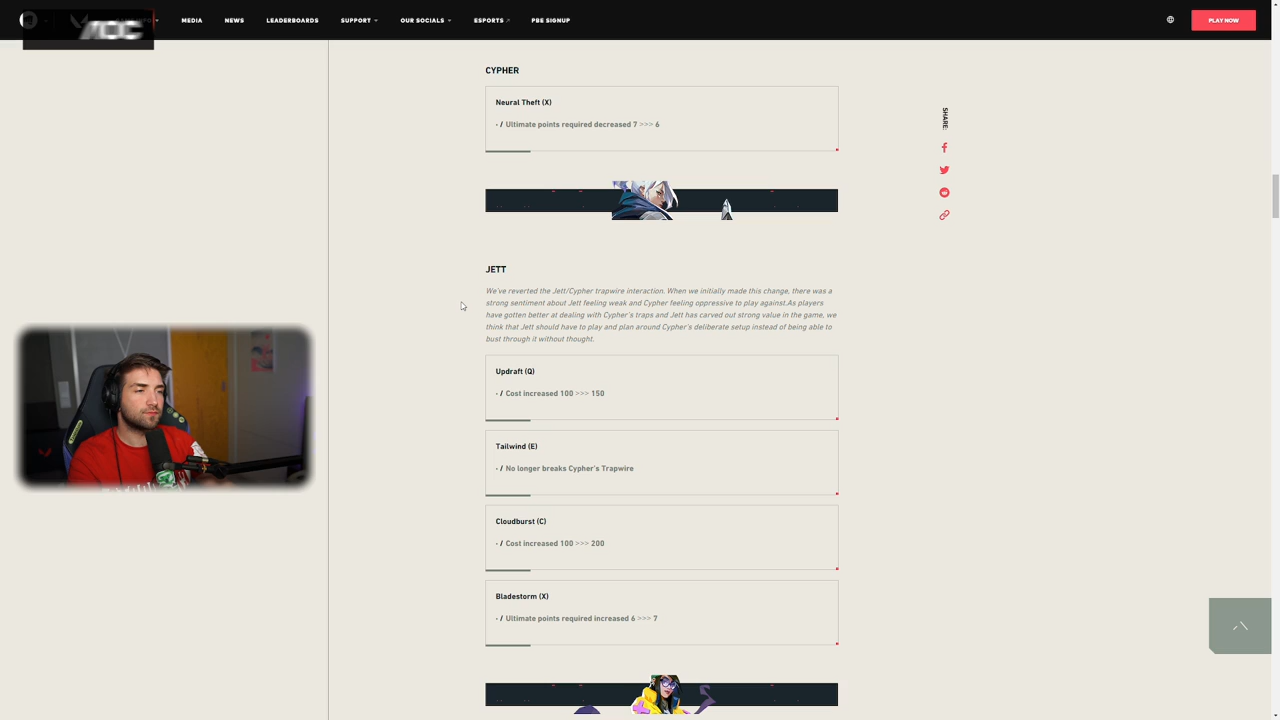 MEDIA
NEWS
LEADERBOARDS
SUPPORT
OUR SOCIALS
ESPORTS
PBE SIGNUP
PLAY NOW
CYPHER
Neural Theft (X)
- / Ultimate points required decreased 7 >>> 6
SHARE:
JETT
We've reverted the Jett/Cypher trapwire interaction. When we initially made this change, there was a
strong sentiment about Jett feeling weak and Cypher feeling oppressive to play against.As players
have gotten better at dealing with Cypher's traps and Jett has carved out strong value in the game, we
think that Jett should have to play and plan around Cypher's deliberate setup instead of being able to
bust through it without thought.
Updraft (Q)
- / Cost increased 100 >>> 150
Tailwind (E)
- / No longer breaks Cypher's Trapwire
Cloudburst (C)
- / Cost increased 100 >>> 200
Bladestorm (X)
- / Ultimate points required increased 6 >>> 7